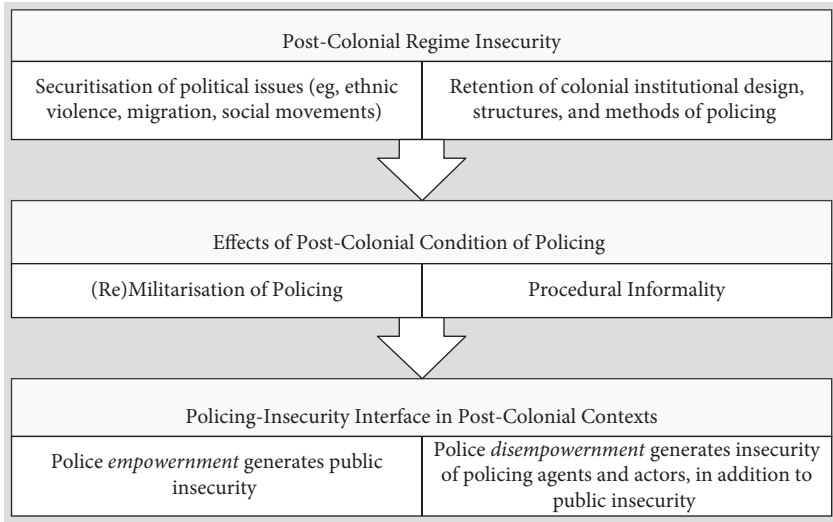 Post-Colonial Regime Insecurity
Securitisation of political issues (eg, ethnic
violence, migration, social movements)
Retention of colonial institutional design,
structures, and methods of policing
Effects of Post-Colonial Condition of Policing
(Re)Militarisation of Policing
Procedural Informality
Policing-Insecurity Interface in Post-Colonial Contexts
Police empowernment generates public
insecurity
Police disempowernment generates insecurity
of policing agents and actors, in addition to
public insecurity